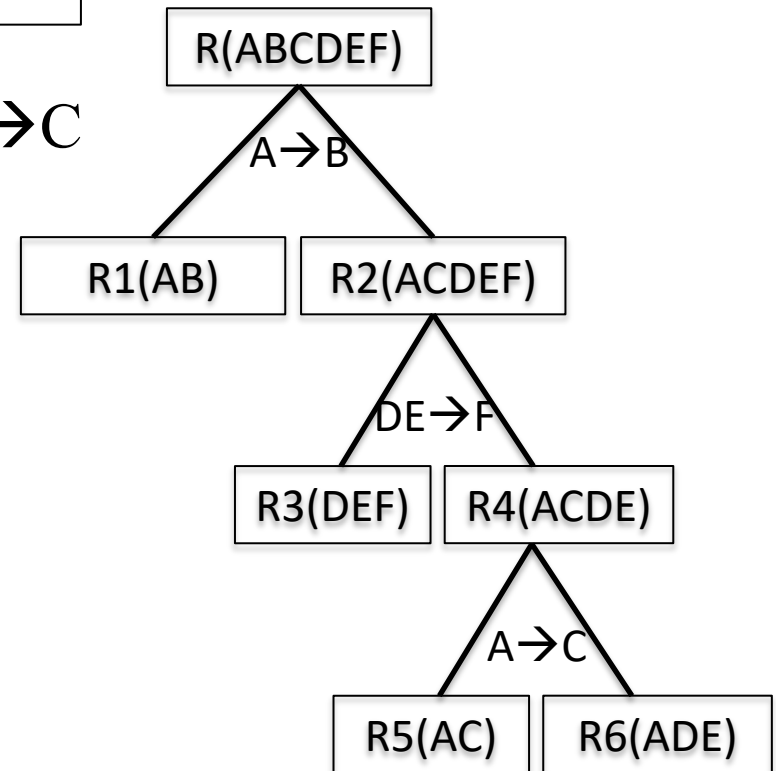 R(ABCDEF)
→C
A→B
R1(AB) R2(ACDEF)
DE→F
R3(DEF) R4(ACDE)
A→C
R5(AC) R6(ADE)